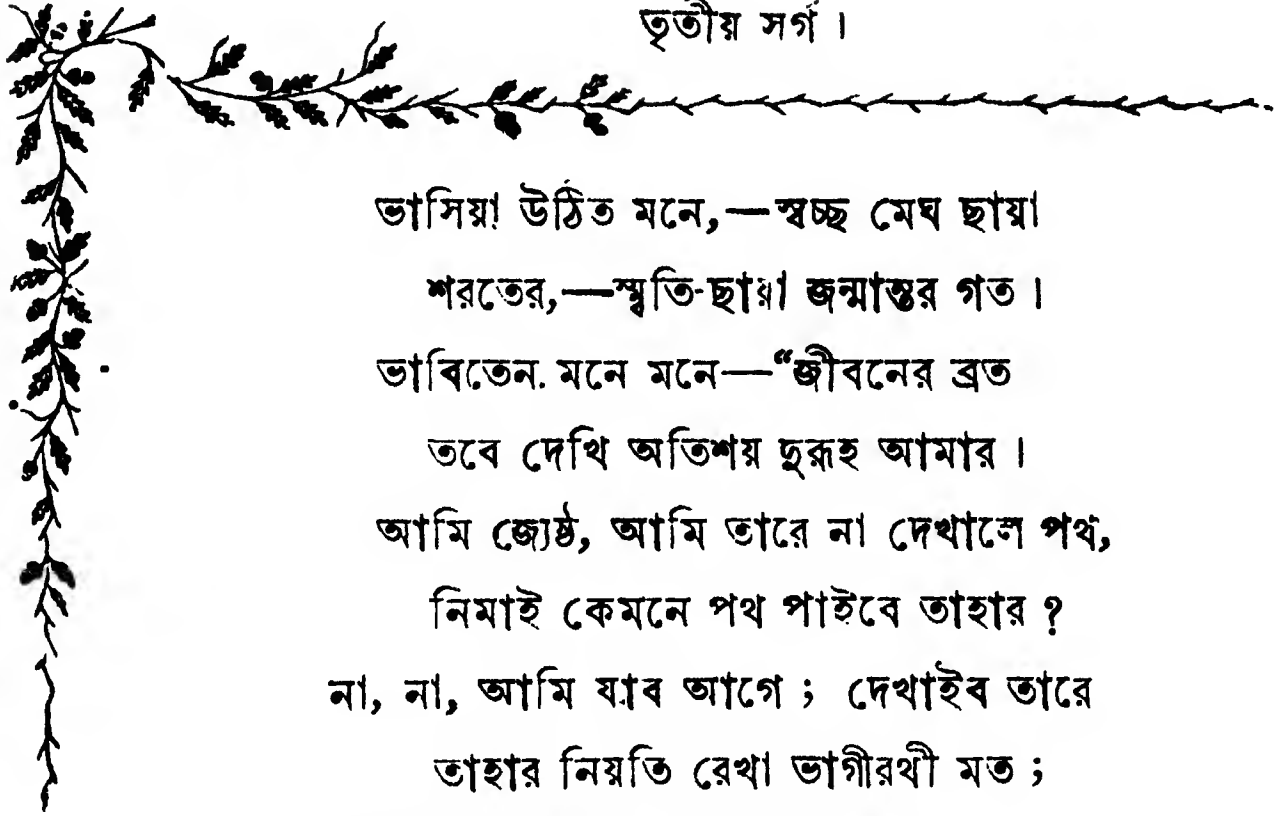 তৃতীয় সর্গ ।
ভাসিয়া উঠিত মনে,—স্বচ্ছ মেঘ ছায়া
শরতের,—স্মৃতি-ছায়া জন্মান্তর গত ।
ভাবিতেন মনে মনে—“জীবনের ব্রত
তবে দেখি অতিশয় দুরূহ আমার ।
আমি জ্যেষ্ঠ, আমি তারে না দেখালে পথ,
নিমাই কেমনে পথ পাইবে তাহার ?
না, না, আমি যাব আগে ; দেখাইব তারে
তাহার নিয়তি রেখা ভাগীরথী মত ;